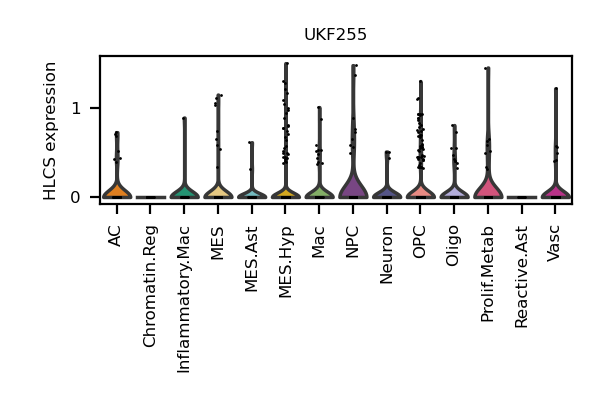 UKF255
HLCS expression
1
0
AC
Chromatin.Reg
Inflammatory.Mac
MES
MES.Ast
MES.Hyp
Mac
NPC
Neuron
OPC
Oligo
Prolif.Metab
Reactive.Ast
Vasc